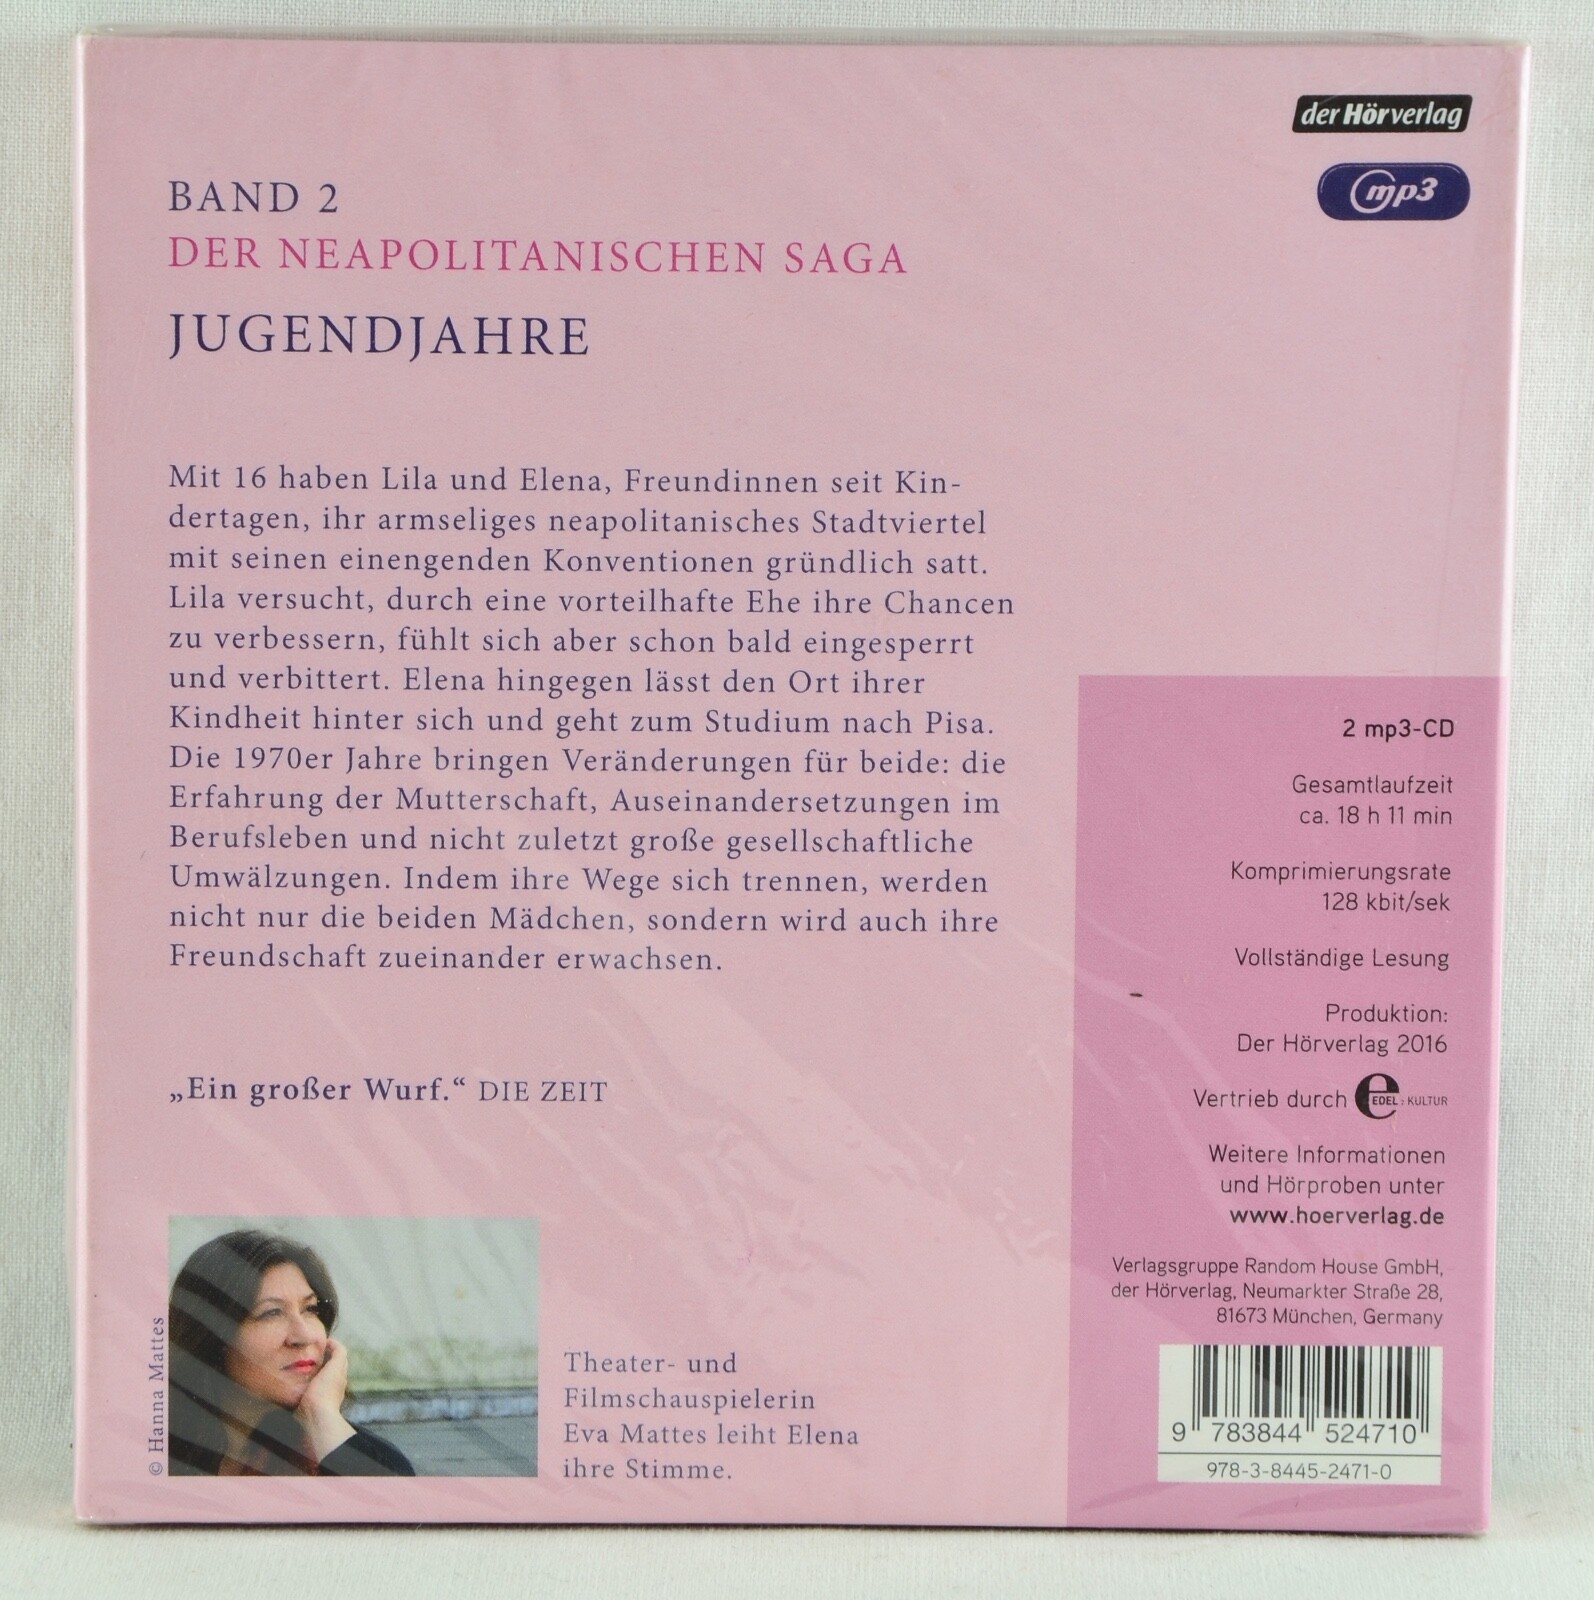 der Hörverlag
mp3
BAND 2
DER NEAPOLITANISCHEN SAGA
JUGENDJAHRE
Mit 16 haben Lila und Elena, Freundinnen seit Kin-
dertagen, ihr armseliges neapolitanisches Stadtviertel
mit seinen einengenden Konventionen gründlich satt.
Lila versucht, durch eine vorteilhafte Ehe ihre Chancen
zu verbessern, fühlt sich aber schon bald eingesperrt
und verbittert. Elena hingegen lässt den Ort ihrer
Kindheit hinter sich und geht zum Studium nach Pisa.
Die 1970er Jahre bringen Veränderungen für beide: die
Erfahrung der Mutterschaft, Auseinandersetzungen im
Berufsleben und nicht zuletzt große gesellschaftliche
Umwälzungen. Indem ihre Wege sich trennen, werden
nicht nur die beiden Mädchen, sondern wird auch ihre
Freundschaft zueinander erwachsen.
„Ein großer Wurf.“ DIE ZEIT
© Hanna Mattes
Theater- und
Filmschauspielerin
Eva Mattes leiht Elena
ihre Stimme.
2 mp3-CD
Gesamtlaufzeit
ca. 18 h 11 min
Komprimierungsrate
128 kbit/sek
Vollständige Lesung
Produktion:
Der Hörverlag 2016
Vertrieb durch e EDEL:KULTUR
Weitere Informationen
und Hörproben unter
www.hoerverlag.de
Verlagsgruppe Random House GmbH,
der Hörverlag, Neumarkter Straße 28,
81673 München, Germany
9 783844 524710
978-3-8445-2471-0